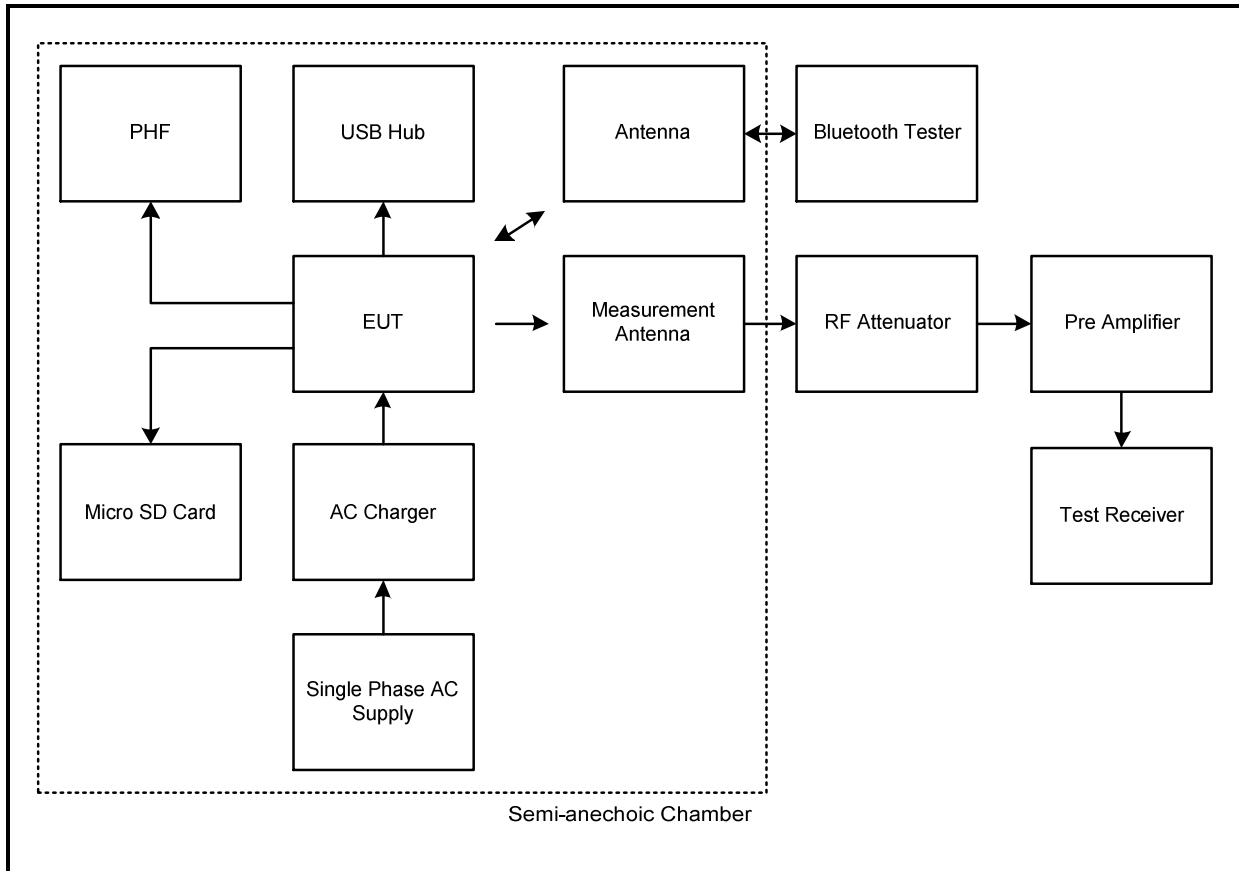 PHF
USB Hub
Antenna
Bluetooth Tester
EUT
Measurement
Antenna
RF Attenuator
Pre Amplifier
Micro SD Card
AC Charger
Test Receiver
Single Phase AC
Supply
Semi-anechoic Chamber